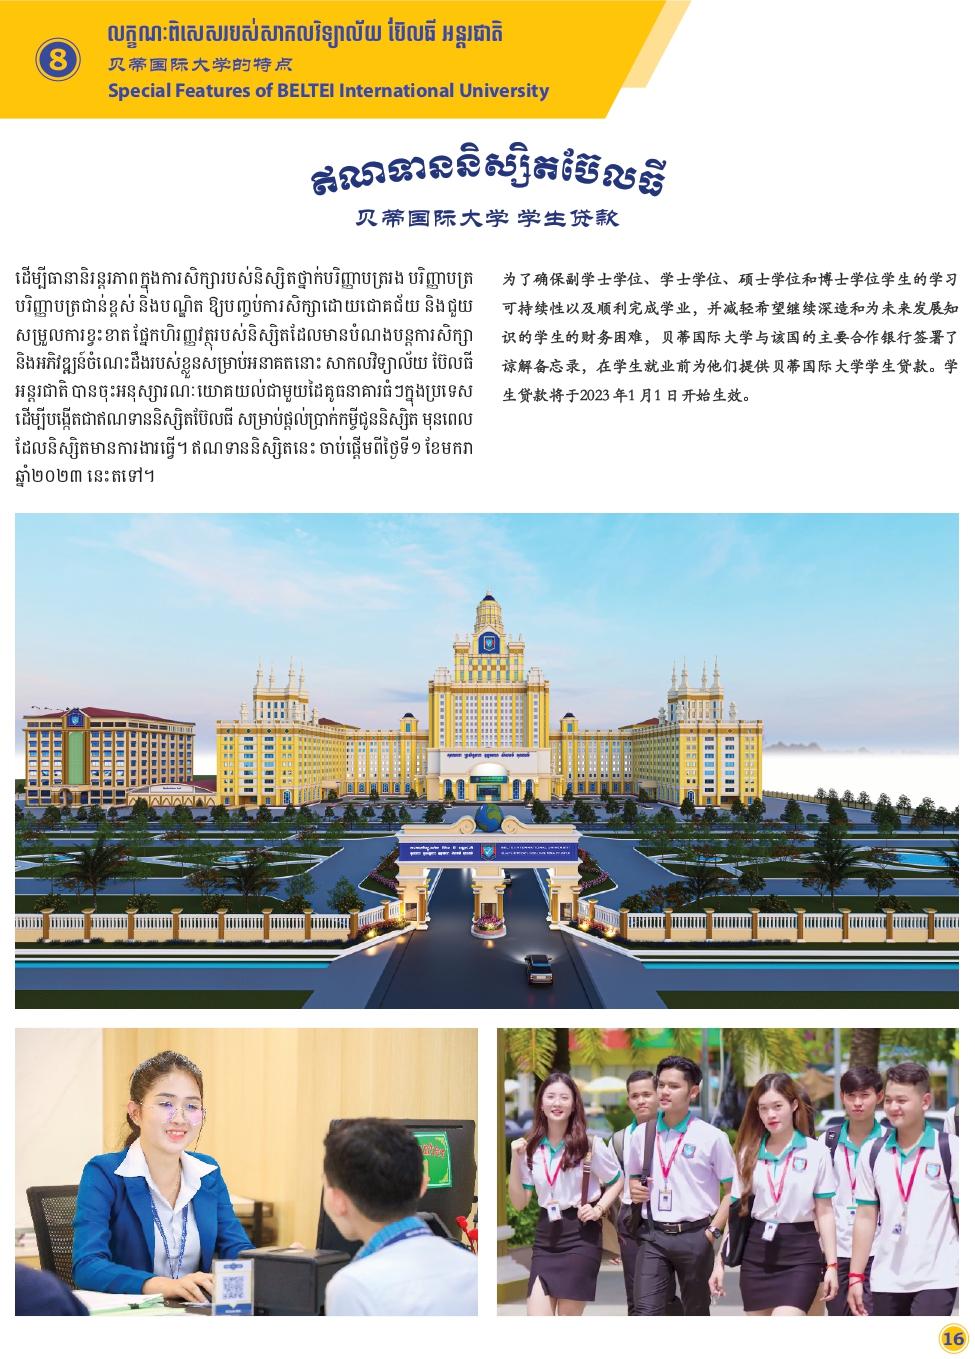 8
លក្ខណៈពិសេសរបស់សាកលវិទ្យាល័យ ប៊ែលធី អន្តរជាតិ
贝蒂国际大学的特点
Special Features of BELTEI International University
ឥណទាននិស្សិតប៊ែលធី
贝蒂国际大学 学生贷款
ដើម្បីធានានិរន្តរភាពក្នុងការសិក្សារបស់និស្សិតថ្នាក់បរិញ្ញាបត្ររង បរិញ្ញាបត្រ
បរិញ្ញាបត្រជាន់ខ្ពស់ និងបណ្ឌិត ឱ្យបញ្ចប់ការសិក្សាដោយជោគជ័យ និងជួយ
សម្រួលការខ្វះខាត ផ្នែកហិរញ្ញវត្ថុរបស់និស្សិតដែលមានបំណងបន្តការសិក្សា
និងអភិវឌ្ឍន៍ចំណេះដឹងរបស់ខ្លួនសម្រាប់អនាគតនោះ សាកលវិទ្យាល័យ ប៊ែលធី
អន្តរជាតិ បានចុះអនុស្សារណៈយោគយល់ជាមួយដៃគូធនាគារធំៗក្នុងប្រទេស
ដើម្បីបង្កើតជាឥណទាននិស្សិតប៊ែលធី សម្រាប់ផ្តល់ប្រាក់កម្ចីជូននិស្សិត មុនពេល
ដែលនិស្សិតមានការងារធ្វើ។ ឥណទាននិស្សិតនេះ ចាប់ផ្តើមពីថ្ងៃទី១ ខែមករា
ឆ្នាំ២០២៣ នេះតទៅ។
为了确保副学士学位、学士学位、硕士学位和博士学位学生的学习
可持续性以及顺利完成学业，并减轻希望继续深造和为未来发展知
识的学生的财务困难，贝蒂国际大学与该国的主要合作银行签署了
谅解备忘录，在学生就业前为他们提供贝蒂国际大学学生贷款。学
生贷款将于2023 年1 月1 日开始生效。
BELTEI INTERNATIONAL UNIVERSITY
16